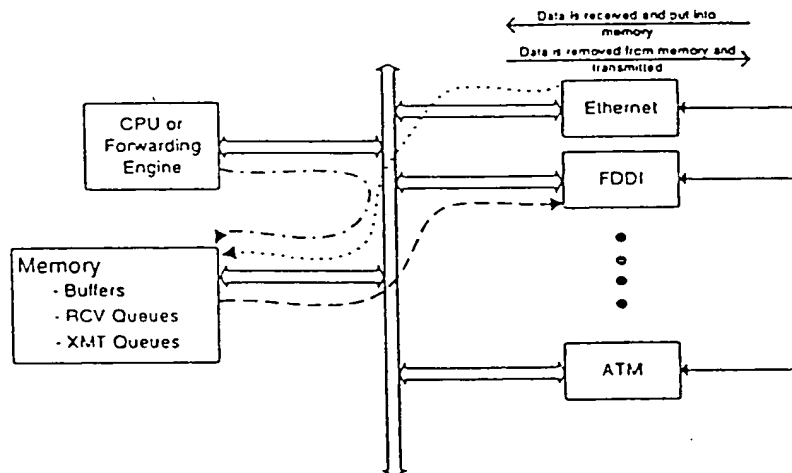 Data is received and put into
memory
Data is removed from memory and
transmitted
CPU or
Forwarding
Engine
Ethernet
FDDI
Memory
- Buffers
- RCV Queues
- XMT Queues
ATM